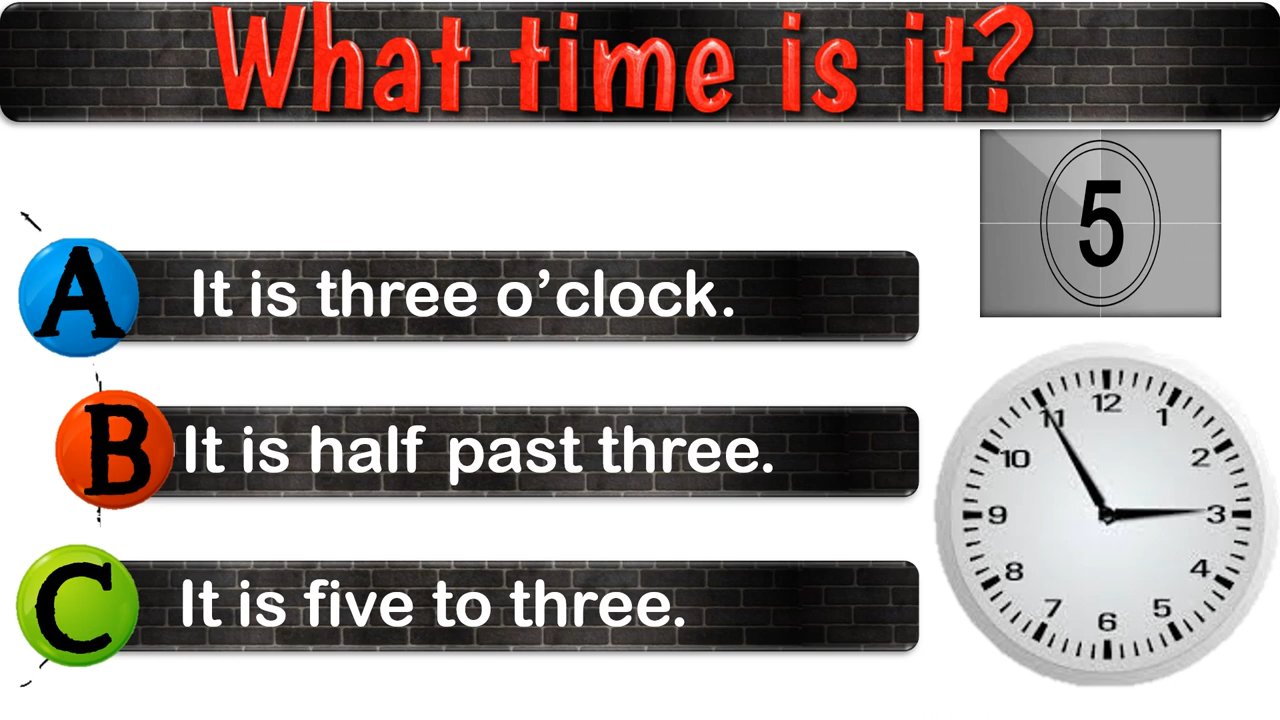 What time is it?
5
A It is three o’clock.
B It is half past three.
C It is five to three.
12
11 1
10 2
9 3
8 4
7 5
6